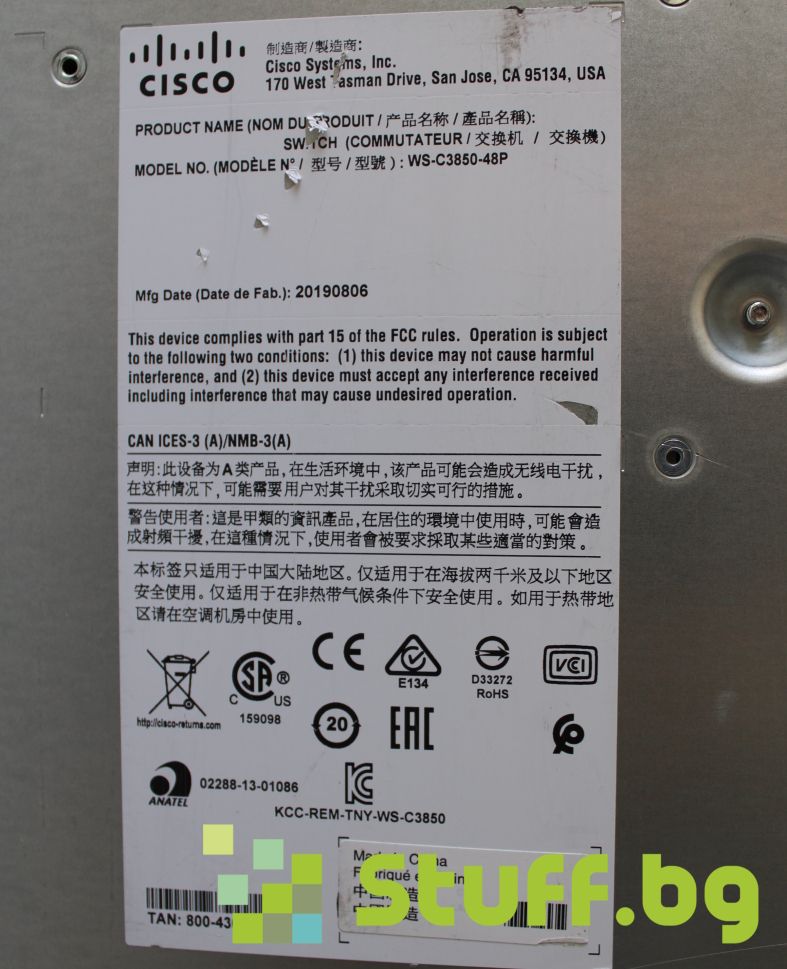 CISCO
制造商/製造商:
Cisco Systems, Inc.
170 West Tasman Drive, San Jose, CA 95134, USA
PRODUCT NAME (NOM DU PRODUIT / 产品名称 / 產品名稱):
SWITCH (COMMUTATEUR / 交换机 / 交換機)
MODEL NO. (MODÈLE N° / 型号 / 型號) : WS-C3850-48P
Mfg Date (Date de Fab.): 20190806
This device complies with part 15 of the FCC rules. Operation is subject
to the following two conditions: (1) this device may not cause harmful
interference, and (2) this device must accept any interference received
including interference that may cause undesired operation.
CAN ICES-3 (A)/NMB-3(A)
声明:此设备为A类产品,在生活环境中,该产品可能会造成无线电干扰,
在这种情况下,可能需要用户对其干扰采取切实可行的措施。
警告使用者:這是甲類的資訊產品,在居住的環境中使用時,可能會造
成射頻干擾,在這種情況下,使用者會被要求採取某些適當的對策。
本标签只适用于中国大陆地区。仅适用于在海拔两千米及以下地区
安全使用。仅适用于在非热带气候条件下安全使用。如用于热带地
区请在空调机房中使用。
http://cisco-returns.com
C SA ® US
159098
CE
E134
D33272
RoHS
VCI
20
EAC
ANATEL
02288-13-01086
KCC-REM-TNY-WS-C3850
Made in China
Fabriqué en Chine
中国制造
中國製造
TAN: 800-43
Stuff.bg